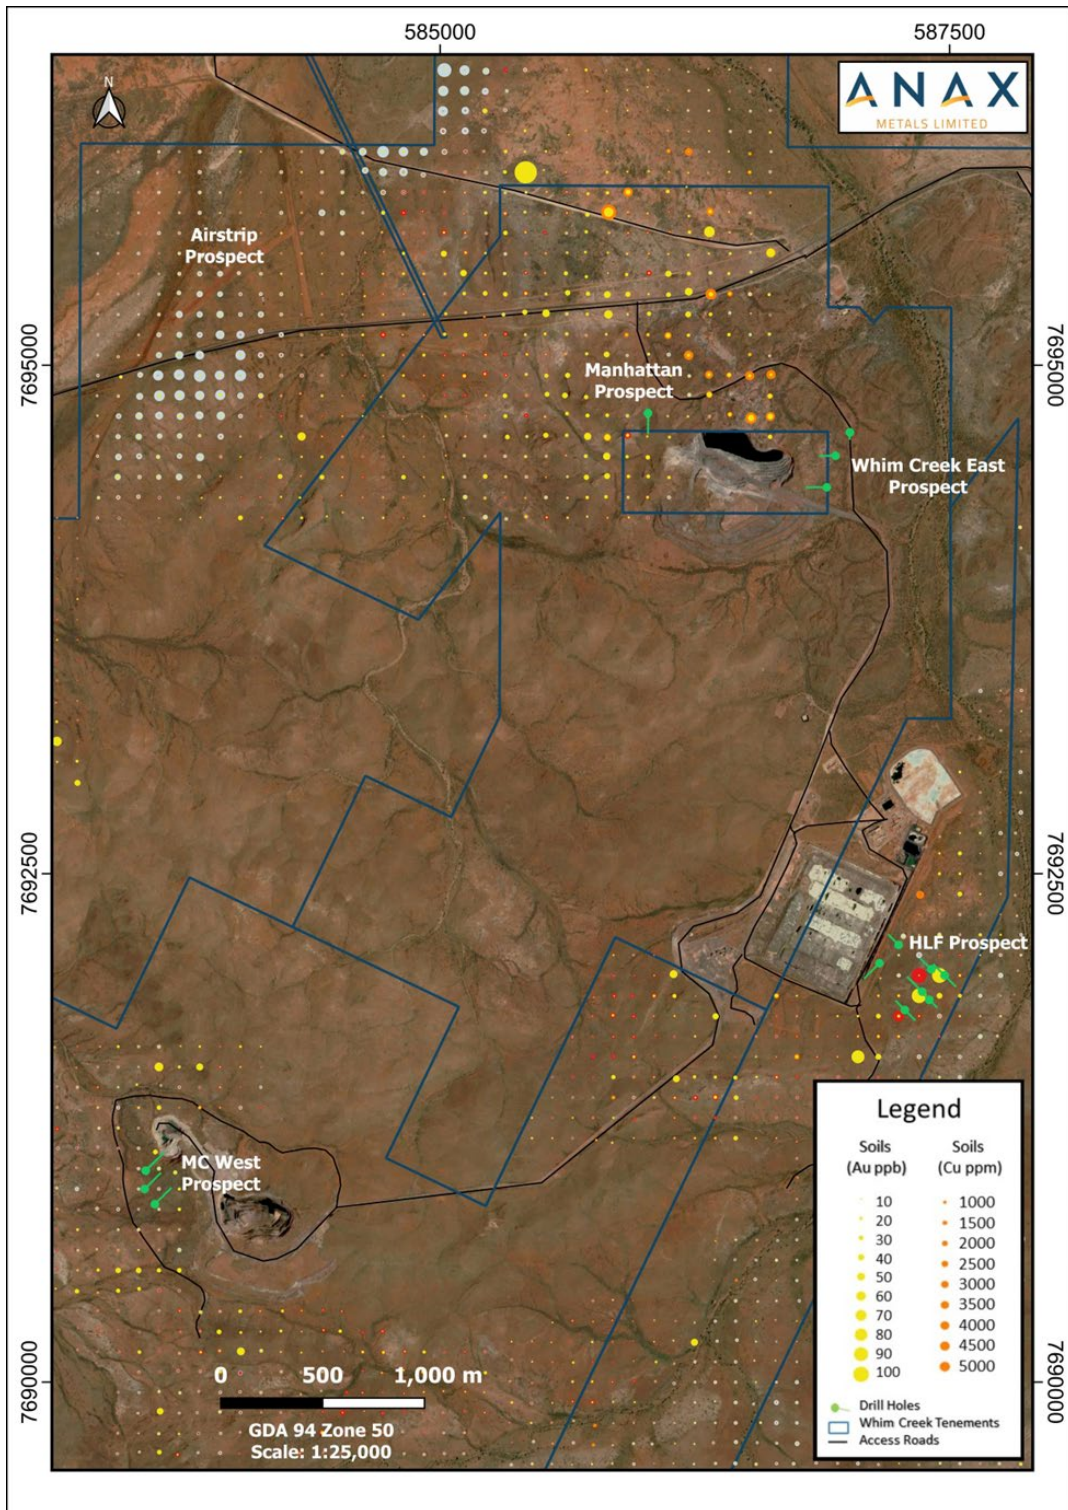 585000
587500
N
ANAX
METALS LIMITED
Airstrip
Prospect
7695000
7695000
Manhattan
Prospect
Whim Creek East
Prospect
7692500
7692500
HLF Prospect
MC West
Prospect
Legend
Soils
(Au ppb)
Soils
(Cu ppm)
10
20
30
40
50
60
70
80
90
100
1000
1500
2000
2500
3000
3500
4000
4500
5000
Drill Holes
Whim Creek Tenements
Access Roads
7690000
7690000
0 500 1,000 m
GDA 94 Zone 50
Scale: 1:25,000